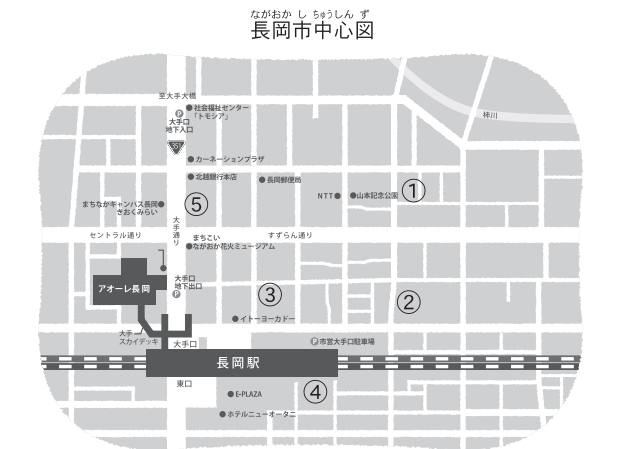 ながおか し ちゅうしん ず
長岡市中心図
至大手大橋
社会福祉センター
「トモシア」
P
大手口
地下入口
柿川
351
カーネーションプラザ
北越銀行本店
長岡郵便局
NTT
山本記念公園
①
まちなかキャンパス長岡
きおくみらい
⑤
大手通り
セントラル通り
すずらん通り
まちこい
ながおか花火ミュージアム
アオーレ長岡
大手口
地下出口
P
③
②
イトーヨーカドー
大手
スカイデッキ
大手口
P市営大手口駐車場
長岡駅
東口
E-PLAZA
④
ホテルニューオータニ